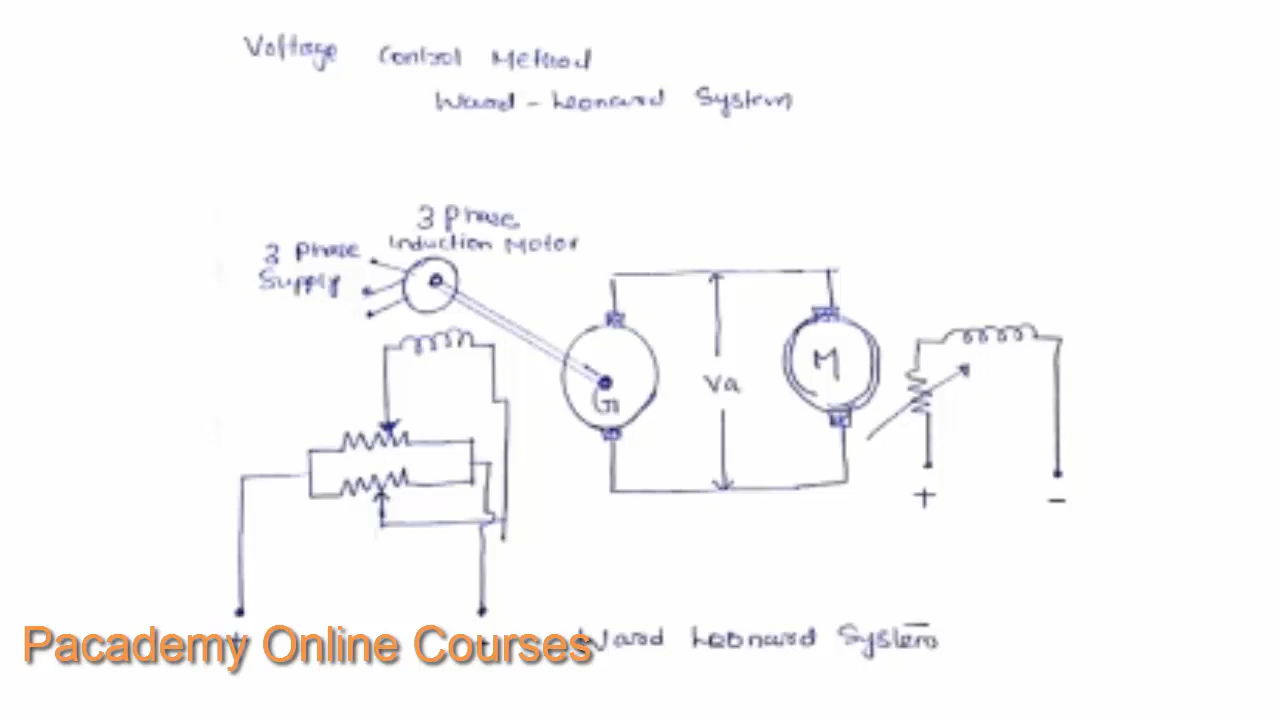 Voltage Control Method
Ward-Leonard System
3 Phase
Induction Motor
3 Phase
Supply
G
Va
M
+
-
Pacademy Online Courses
Ward Leonard System